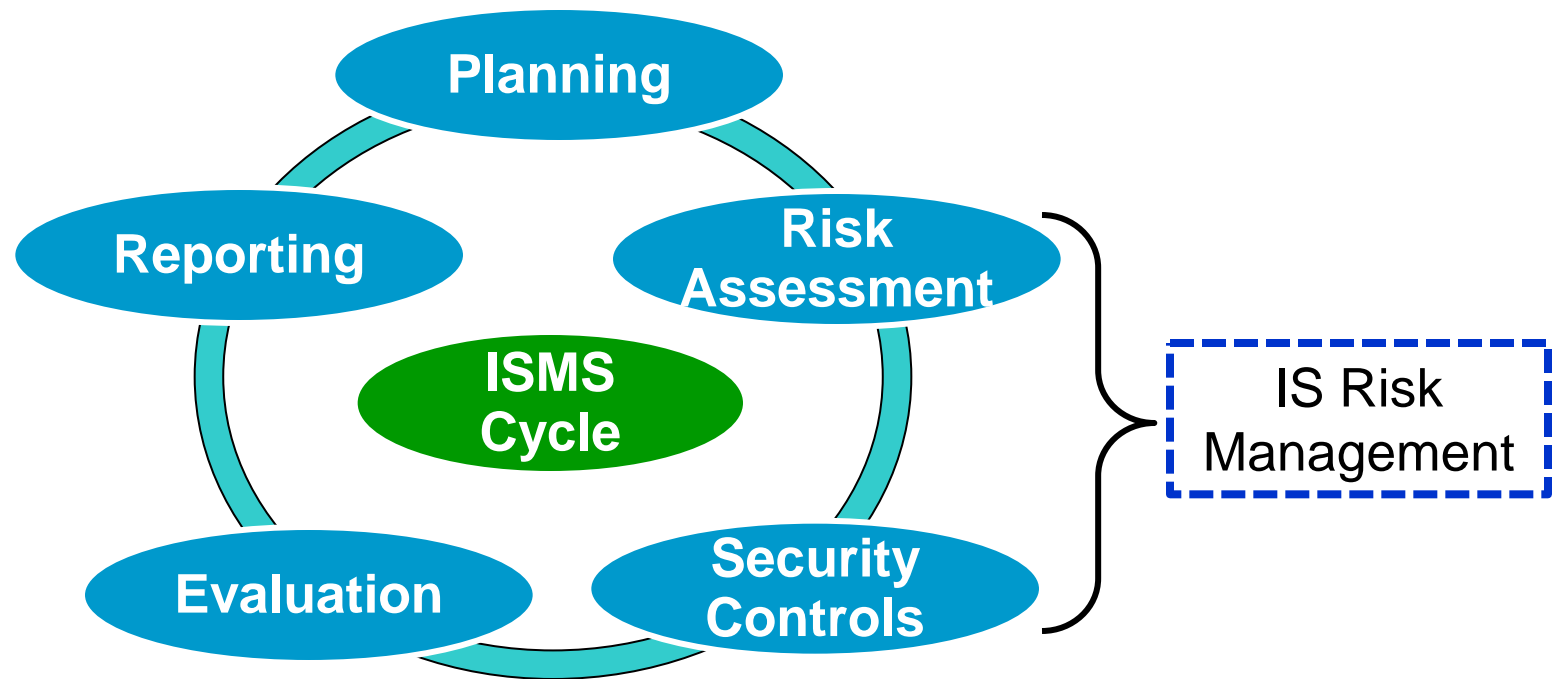 Planning
Risk
Assessment
Reporting
ISMS
Cycle
IS Risk
Management
Security
Controls
Evaluation